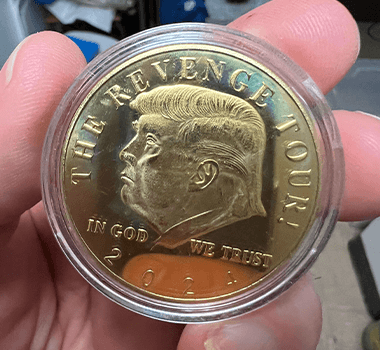 THE REVENGE TOUR!
IN GOD
WE TRUST
2024